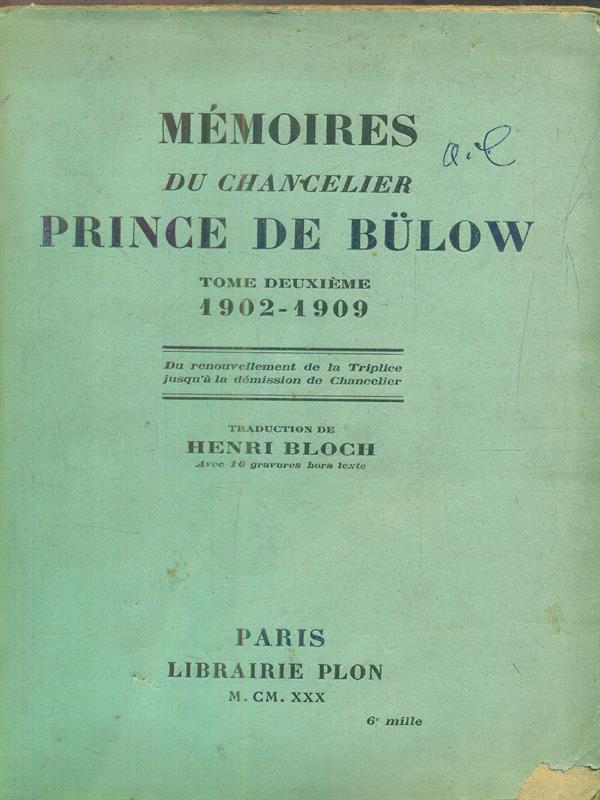 MÉMOIRES
DU CHANCELIER
PRINCE DE BÜLOW
TOME DEUXIÈME
1902-1909
Du renouvellement de la Triplice
jusqu'à la démission de Chancelier
TRADUCTION DE
HENRI BLOCH
Avec 16 gravures hors texte
PARIS
LIBRAIRIE PLON
M. CM. XXX
6e mille